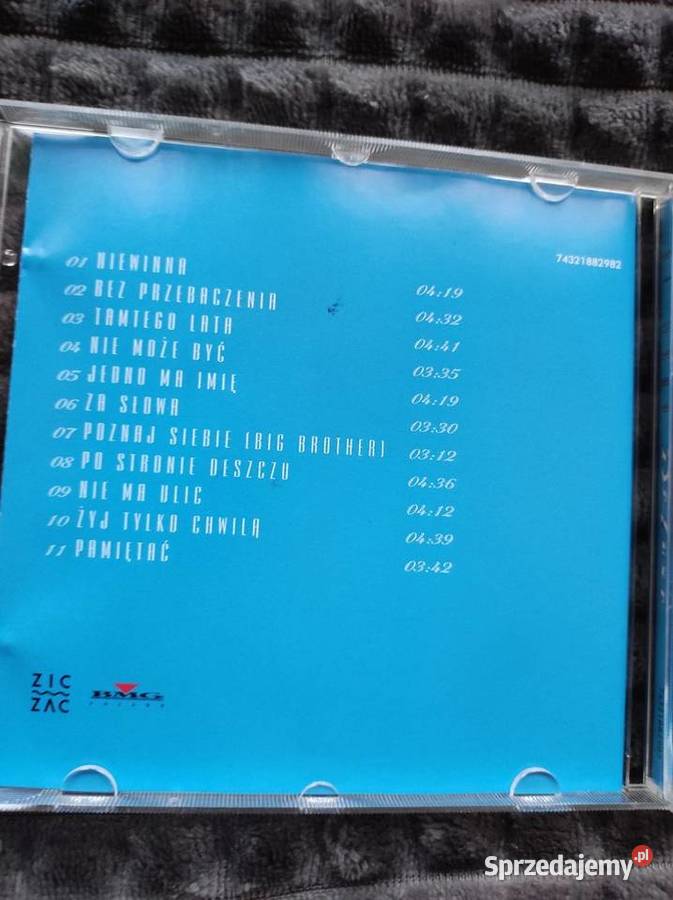 74321882982
01 NIEWINNA 04:19
02 BEZ PRZEBACZENIA 04:32
03 TAMTEGO LATA 04:41
04 NIE MOŻE BYĆ 03:35
05 JEDNO MA IMIĘ 04:19
06 ZA SŁOWA 03:30
07 POZNAJ SIEBIE (BIG BROTHER) 03:12
08 PO STRONIE DESZCZU 04:36
09 NIE MA ULIC 04:12
10 ŻYJ TYLKO CHWILĄ 04:39
11 PAMIĘTAĆ 03:42
ZIC
ZAC
BMG
POLAND
Sprzedajemy.pl